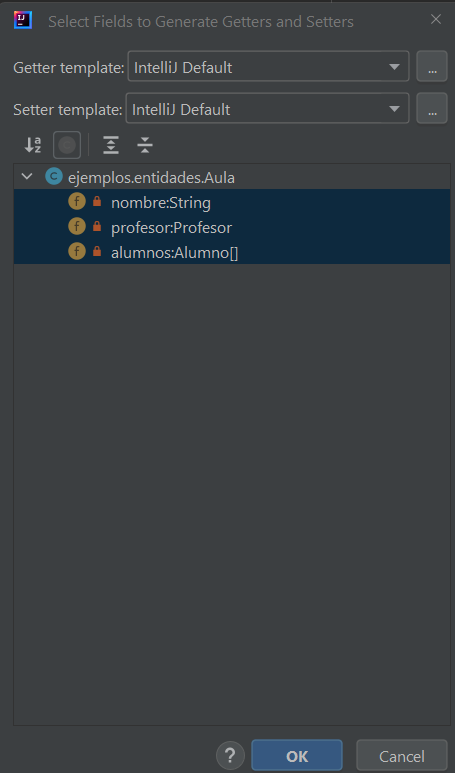 Select Fields to Generate Getters and Setters
Getter template: IntelliJ Default ...
Setter template: IntelliJ Default ...
ejemplos.entidades.Aula
nombre:String
profesor:Profesor
alumnos:Alumno[]
? OK Cancel